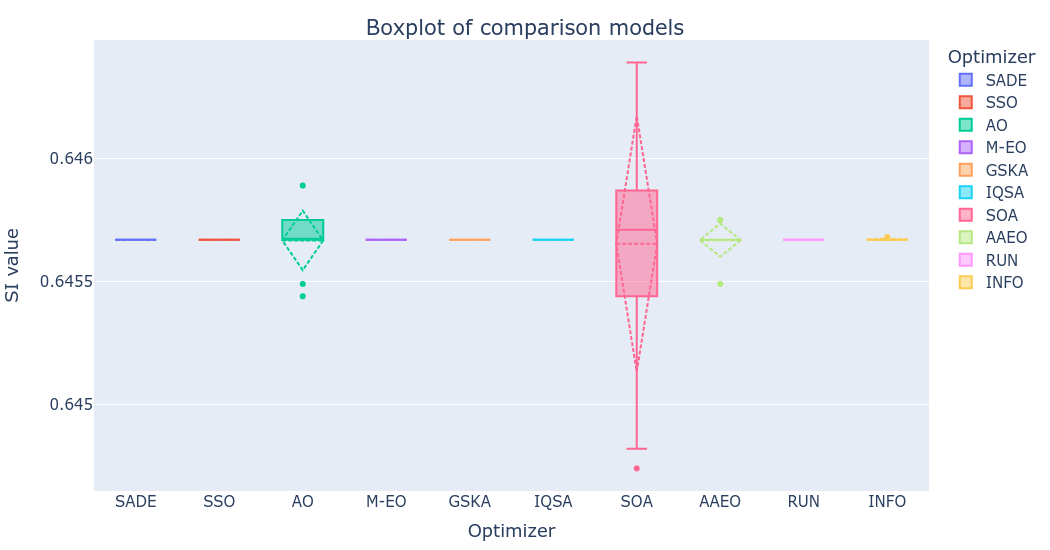 Boxplot of comparison models
SI value
0.646
0.6455
0.645
SADE SSO AO M-EO GSKA IQSA SOA AAEO RUN INFO
Optimizer
Optimizer
SADE
SSO
AO
M-EO
GSKA
IQSA
SOA
AAEO
RUN
INFO